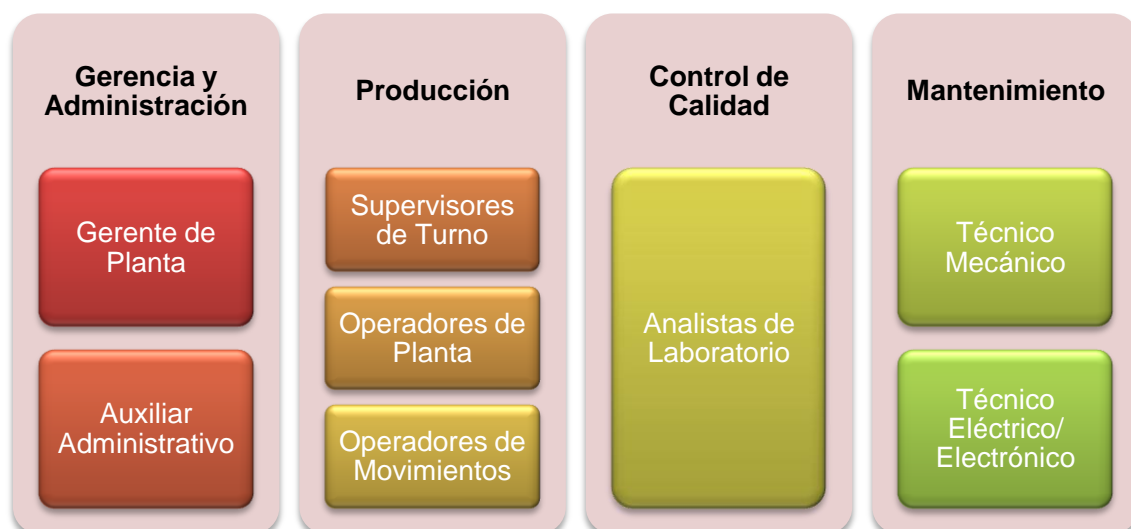 Gerencia y
Administración
Gerente de
Planta
Auxiliar
Administrativo
Producción
Supervisores
de Turno
Operadores de
Planta
Operadores de
Movimientos
Control de
Calidad
Analistas de
Laboratorio
Mantenimiento
Técnico
Mecánico
Técnico
Eléctrico/
Electrónico